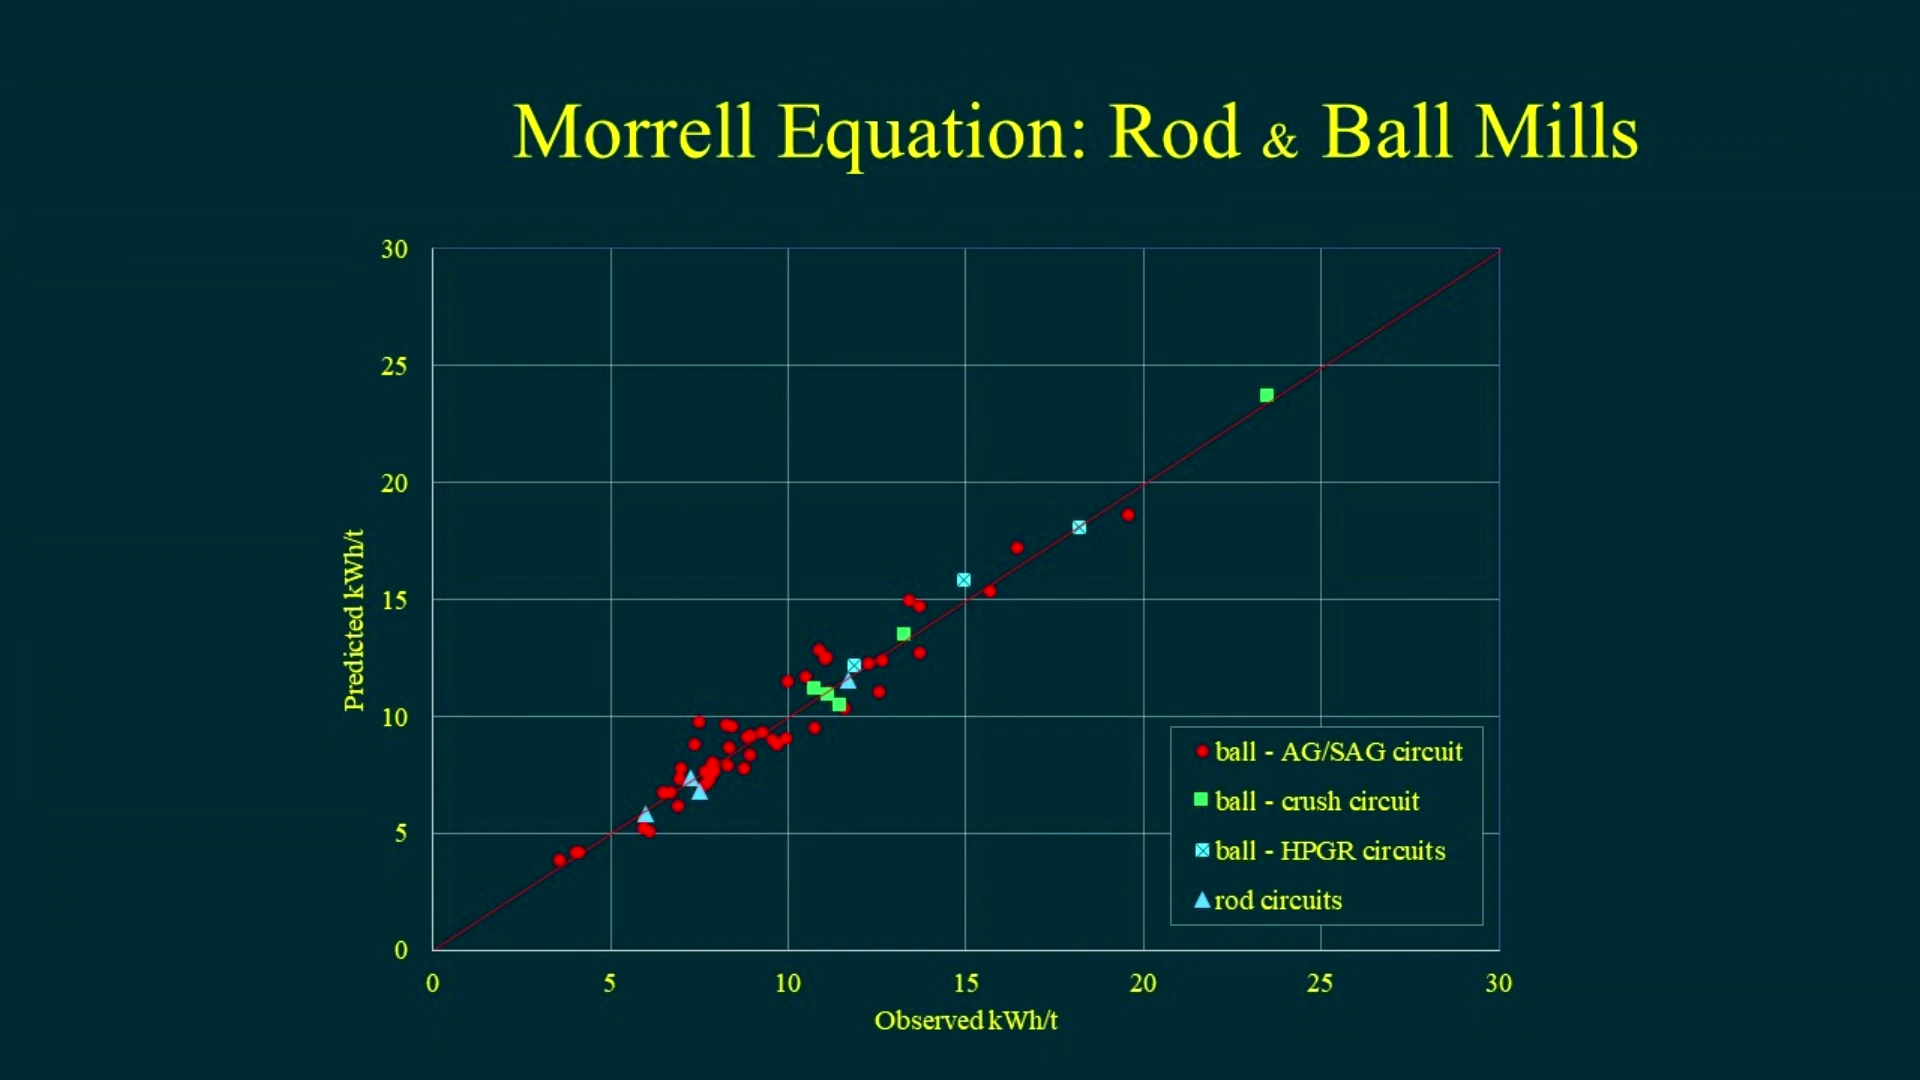 Morrell Equation: Rod & Ball Mills
30
25
20
15
10
5
0
Predicted kWh/t
0 5 10 15 20 25 30
Observed kWh/t
ball - AG/SAG circuit
ball - crush circuit
ball - HPGR circuits
rod circuits